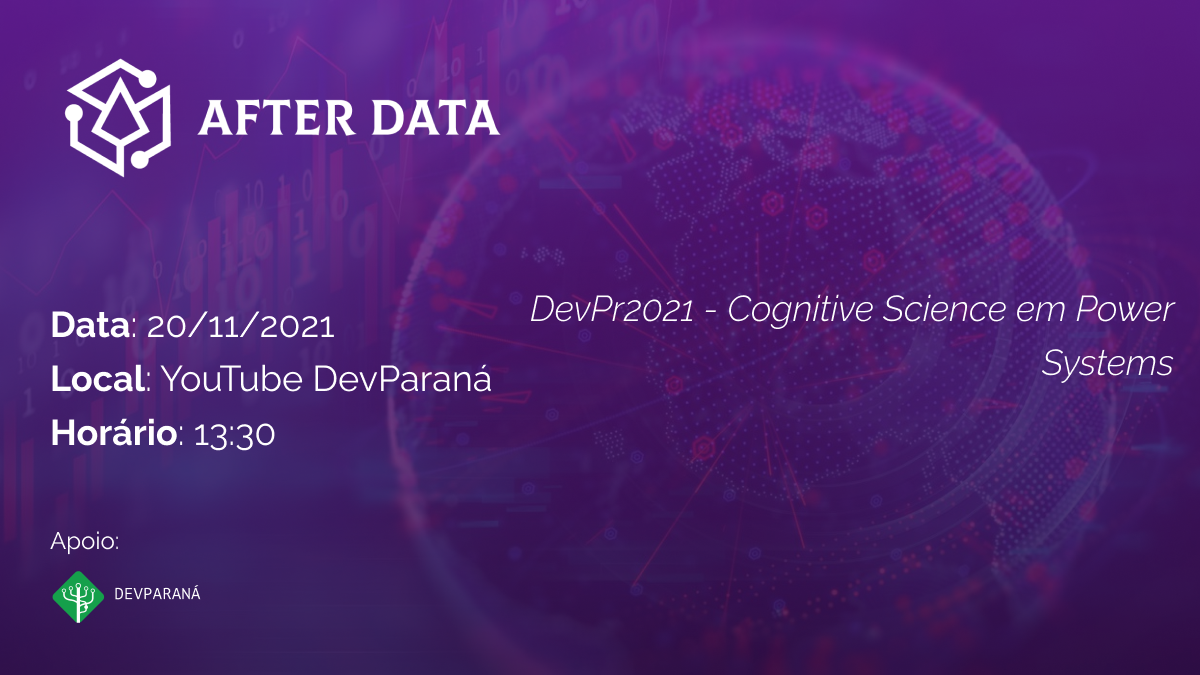 AFTER DATA
DevPr2021 - Cognitive Science em Power
Systems
Data: 20/11/2021
Local: YouTube DevParaná
Horário: 13:30
Apoio:
DEVPARANÁ